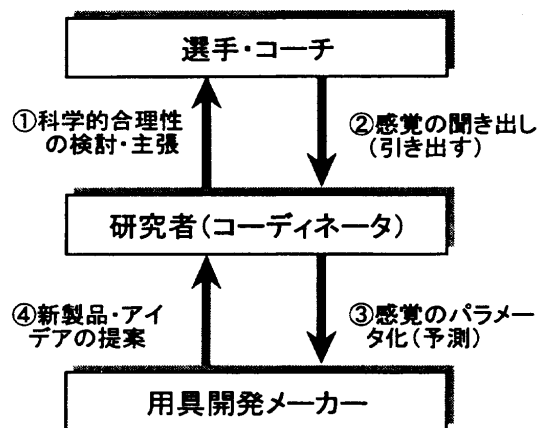 選手・コーチ
①科学的合理性
の検討・主張
②感覚の聞き出し
(引き出す)
研究者(コーディネータ)
④新製品・アイ
デアの提案
③感覚のパラメー
タ化(予測)
用具開発メーカー